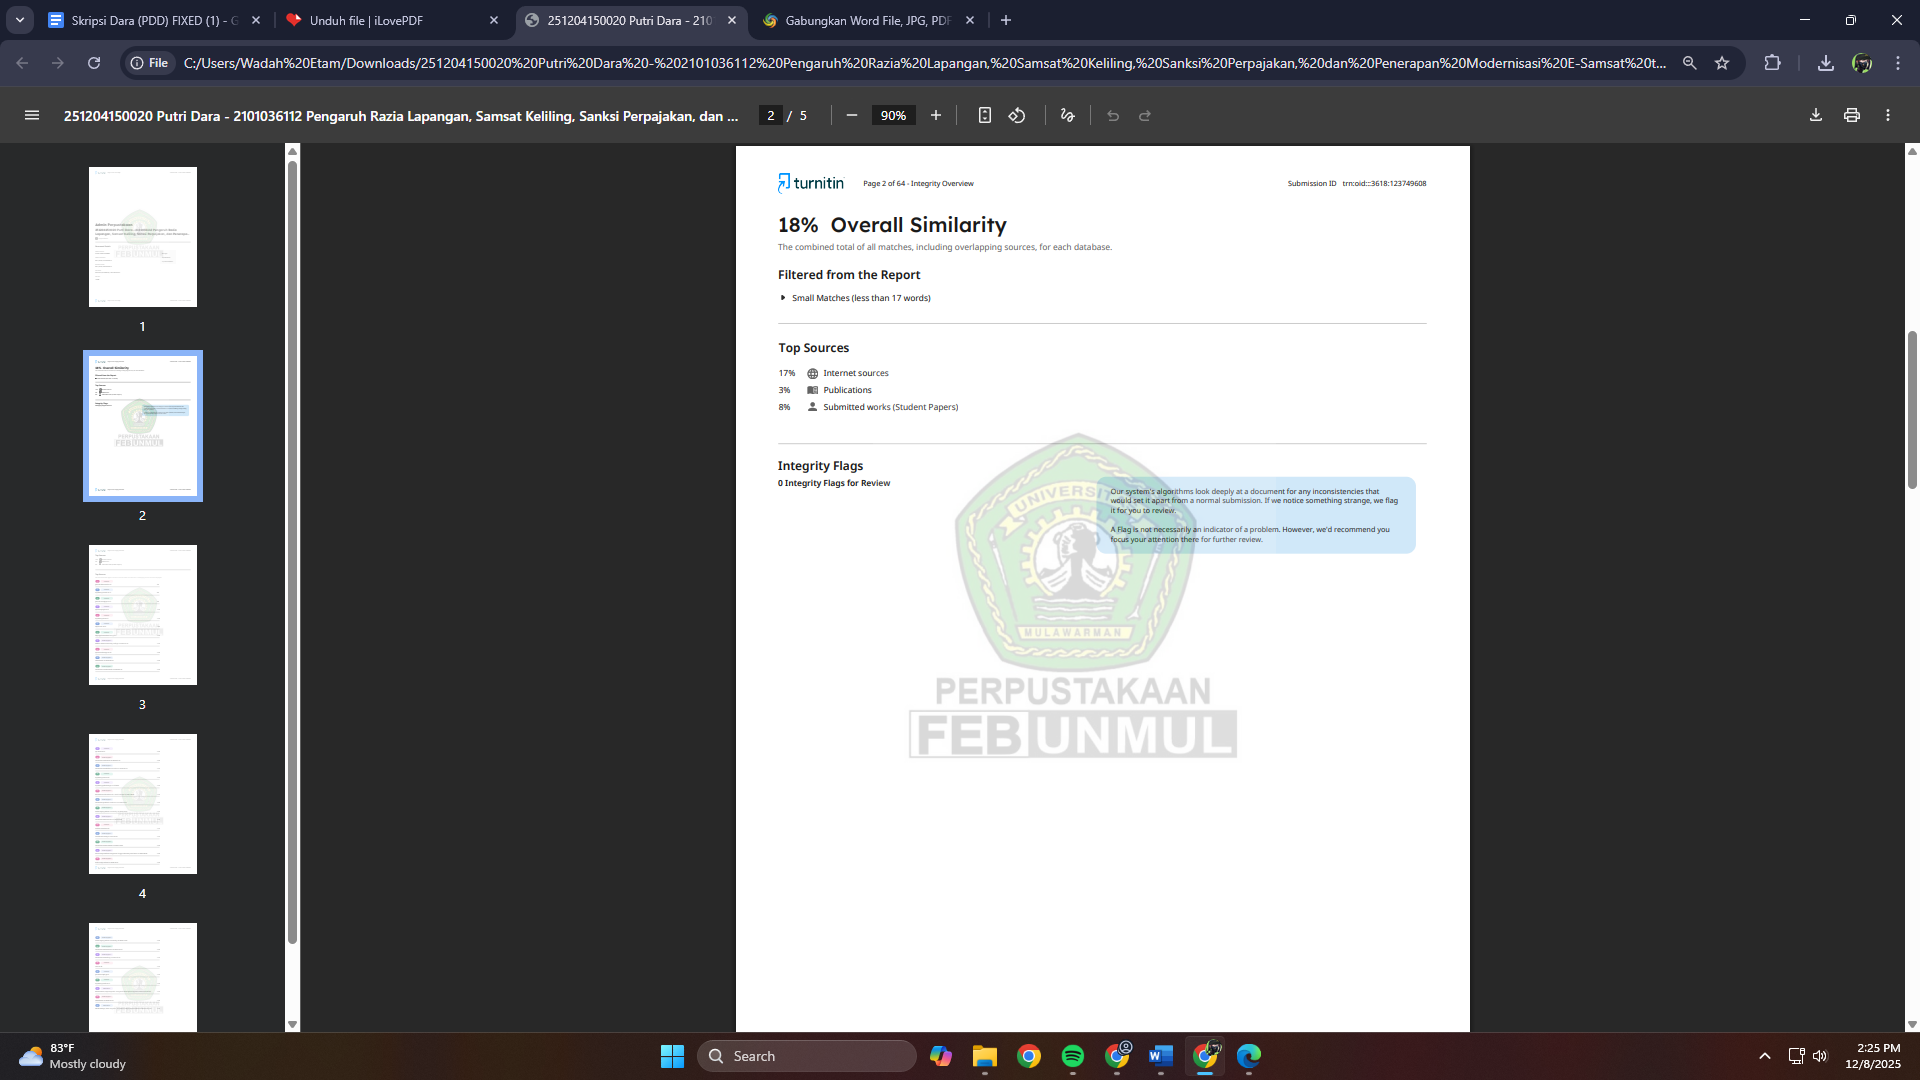 Skripsi Dara (PDD) FIXED (1) - G
Unduh file | iLovePDF
251204150020 Putri Dara - 210
Gabungkan Word File, JPG, PDF
File
C:/Users/Wadah%20Etam/Downloads/251204150020%20Putri%20Dara%20-%202101036112%20Pengaruh%20Razia%20Lapangan,%20Samsat%20Keliling,%20Sanksi%20Perpajakan,%20dan%20Penerapan%20Modernisasi%20E-Samsat%20t...
251204150020 Putri Dara - 2101036112 Pengaruh Razia Lapangan, Samsat Keliling, Sanksi Perpajakan, dan ...
2 / 5
90%
1
2
3
4
turnitin
Page 2 of 64 - Integrity Overview
Submission ID trn:oid:::3618:123749608
18% Overall Similarity
The combined total of all matches, including overlapping sources, for each database.
Filtered from the Report
Small Matches (less than 17 words)
Top Sources
17% Internet sources
3% Publications
8% Submitted works (Student Papers)
Integrity Flags
0 Integrity Flags for Review
Our system's algorithms look deeply at a document for any inconsistencies that
would set it apart from a normal submission. If we notice something strange, we flag
it for you to review.
A Flag is not necessarily an indicator of a problem. However, we'd recommend you
focus your attention there for further review.
MULAWARMAN
PERPUSTAKAAN
FEB UNMUL
83°F
Mostly cloudy
Search
2:25 PM
12/8/2025